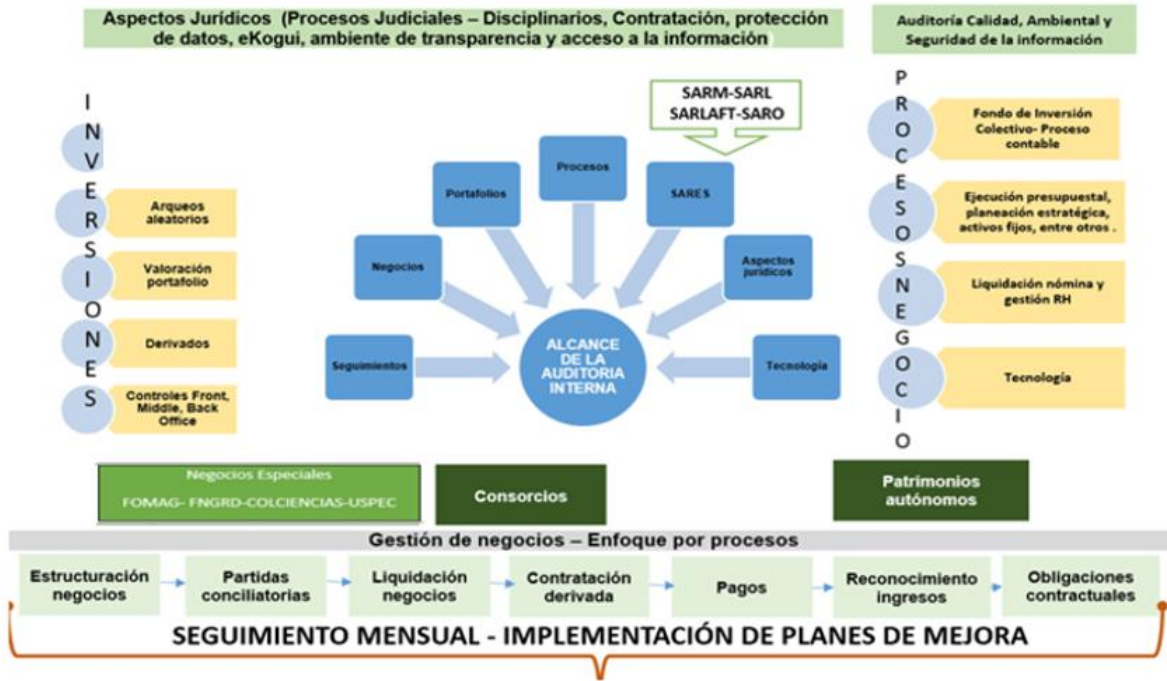 Aspectos Jurídicos (Procesos Judiciales – Disciplinarios, Contratación, protección
de datos, eKogui, ambiente de transparencia y acceso a la información)
Auditoría Calidad, Ambiental y
Seguridad de la información
INVERSIONES
Arqueos
aleatorios
Valoración
portafolio
Derivados
Controles Front,
Middle, Back
Office
SARM-SARL
SARLAFT-SARO
Seguimientos
Negocios
Portafolios
Procesos
SARES
Aspectos
jurídicos
Tecnología
ALCANCE
DE LA
AUDITORIA
INTERNA
PROCESOSNEGOCIO
Fondo de Inversión
Colectivo- Proceso
contable
Ejecución presupuestal,
planeación estratégica,
activos fijos, entre otros .
Liquidación nómina y
gestión RH
Tecnología
Negocios Especiales
FOMAG- FNGRD-COLCIENCIAS-USPEC
Consorcios
Patrimonios
autónomos
Gestión de negocios – Enfoque por procesos
Estructuración
negocios
Partidas
conciliatorias
Liquidación
negocios
Contratación
derivada
Pagos
Reconocimiento
ingresos
Obligaciones
contractuales
SEGUIMIENTO MENSUAL - IMPLEMENTACIÓN DE PLANES DE MEJORA